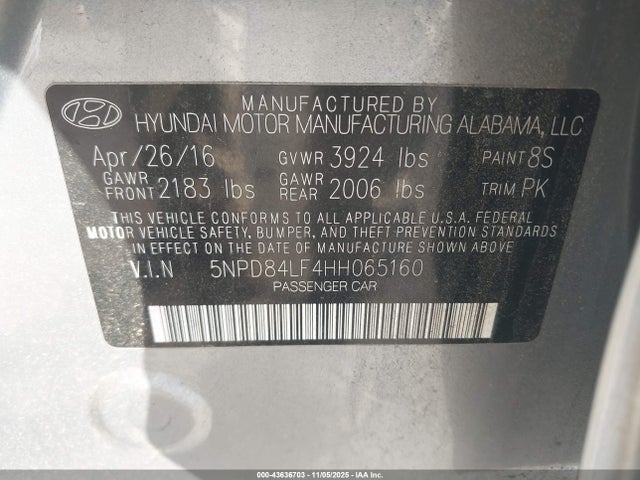 MANUFACTURED BY
HYUNDAI MOTOR MANUFACTURING ALABAMA, LLC
Apr/26/16 GVWR 3924 lbs PAINT 8S
GAWR FRONT 2183 lbs GAWR REAR 2006 lbs TRIM PK
THIS VEHICLE CONFORMS TO ALL APPLICABLE U.S.A. FEDERAL
MOTOR VEHICLE SAFETY, BUMPER, AND THEFT PREVENTION STANDARDS
IN EFFECT ON THE DATE OF MANUFACTURE SHOWN ABOVE
V.I.N 5NPD84LF4HH065160
PASSENGER CAR
000-43636703 - 11/05/2025 - IAAI.COM